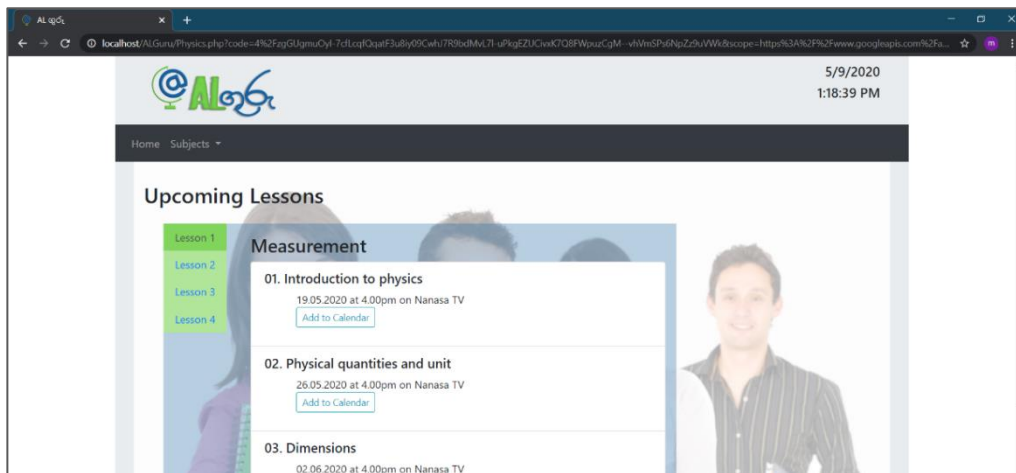 AL ගුරු
localhost/ALGuru/Physics.php?code=4%2FzgGUgmuOyI-7cfLcqfQqatF3u8iy09CwhJ7R9bdMvL7I-uPkgEZUCivxK7Q8FWpuzCgM--vhVmSPs6NpZz9uVWk&scope=https%3A%2F%2Fwww.googleapis.com%2Fa...
m
@ALගුරු
5/9/2020
1:18:39 PM
Home Subjects
Upcoming Lessons
Lesson 1
Lesson 2
Lesson 3
Lesson 4
Measurement
01. Introduction to physics
19.05.2020 at 4.00pm on Nanasa TV
Add to Calendar
02. Physical quantities and unit
26.05.2020 at 4.00pm on Nanasa TV
Add to Calendar
03. Dimensions
02.06.2020 at 4.00pm on Nanasa TV